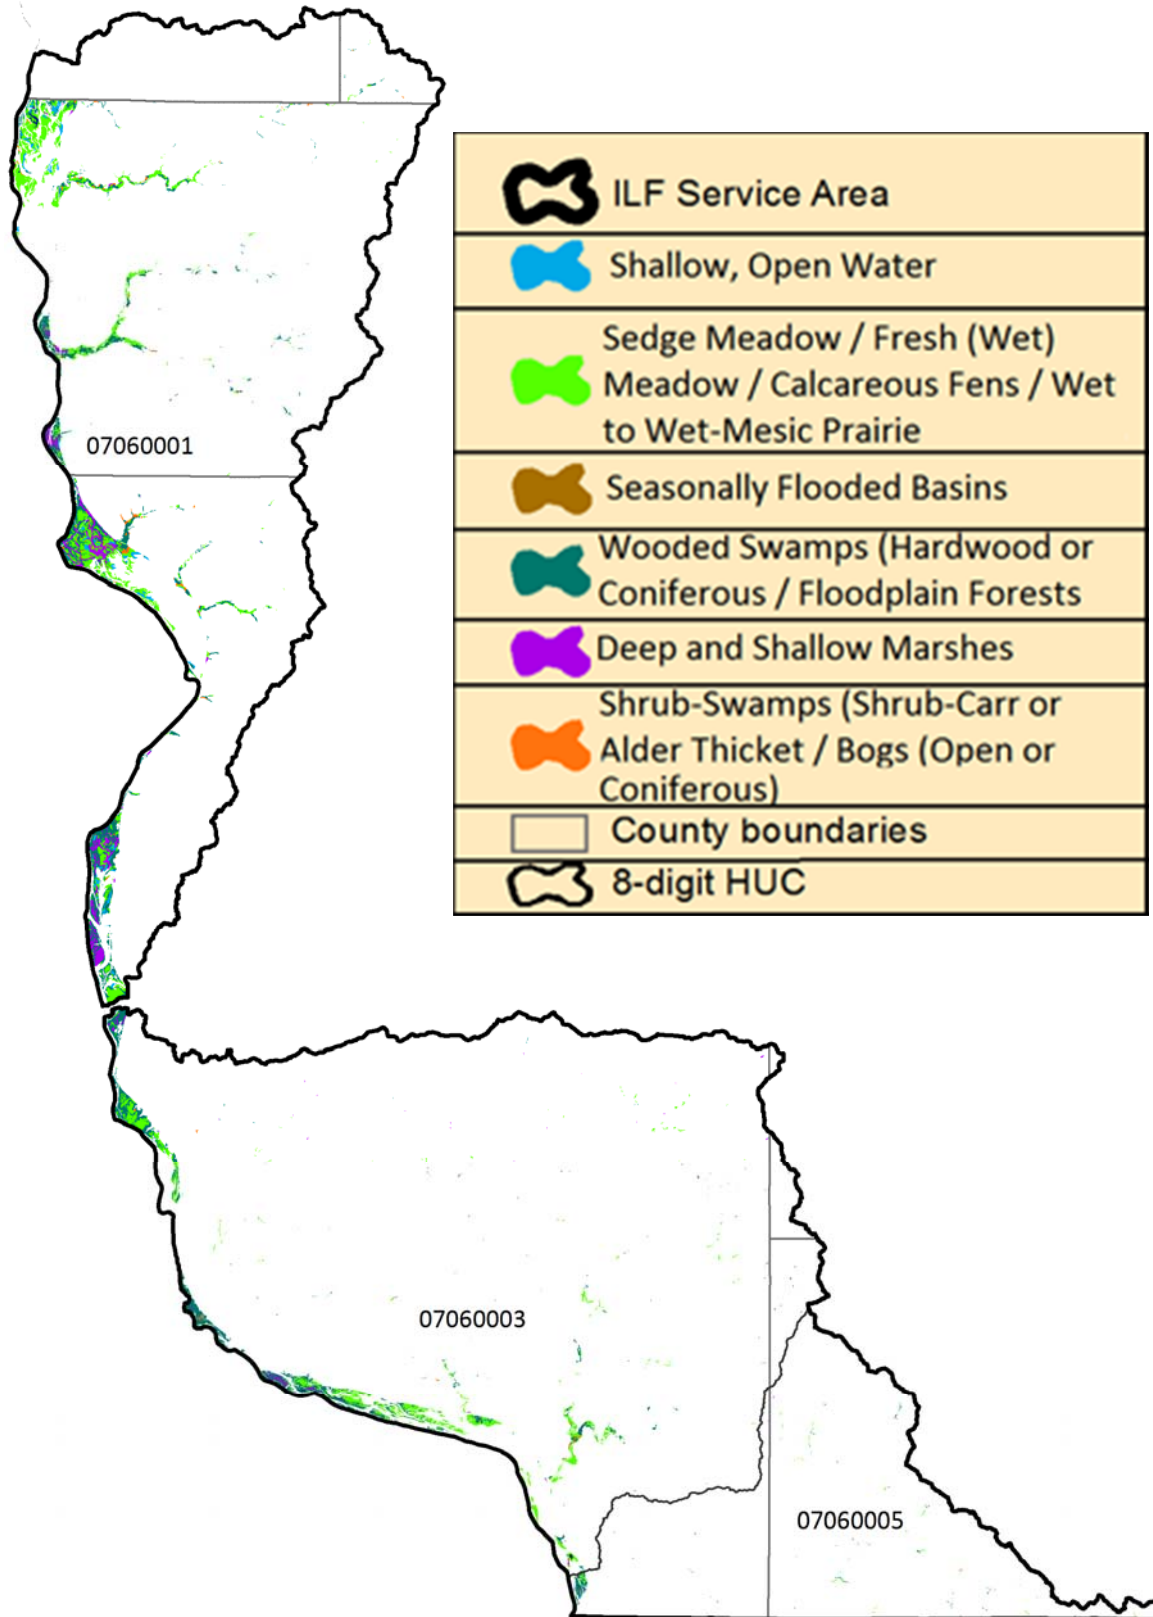 ILF Service Area
Shallow, Open Water
Sedge Meadow / Fresh (Wet)
Meadow / Calcareous Fens / Wet
to Wet-Mesic Prairie
07060001
Seasonally Flooded Basins
Wooded Swamps (Hardwood or
Coniferous / Floodplain Forests
Deep and Shallow Marshes
Shrub-Swamps (Shrub-Carr or
Alder Thicket / Bogs (Open or
Coniferous)
County boundaries
8-digit HUC
07060003
07060005